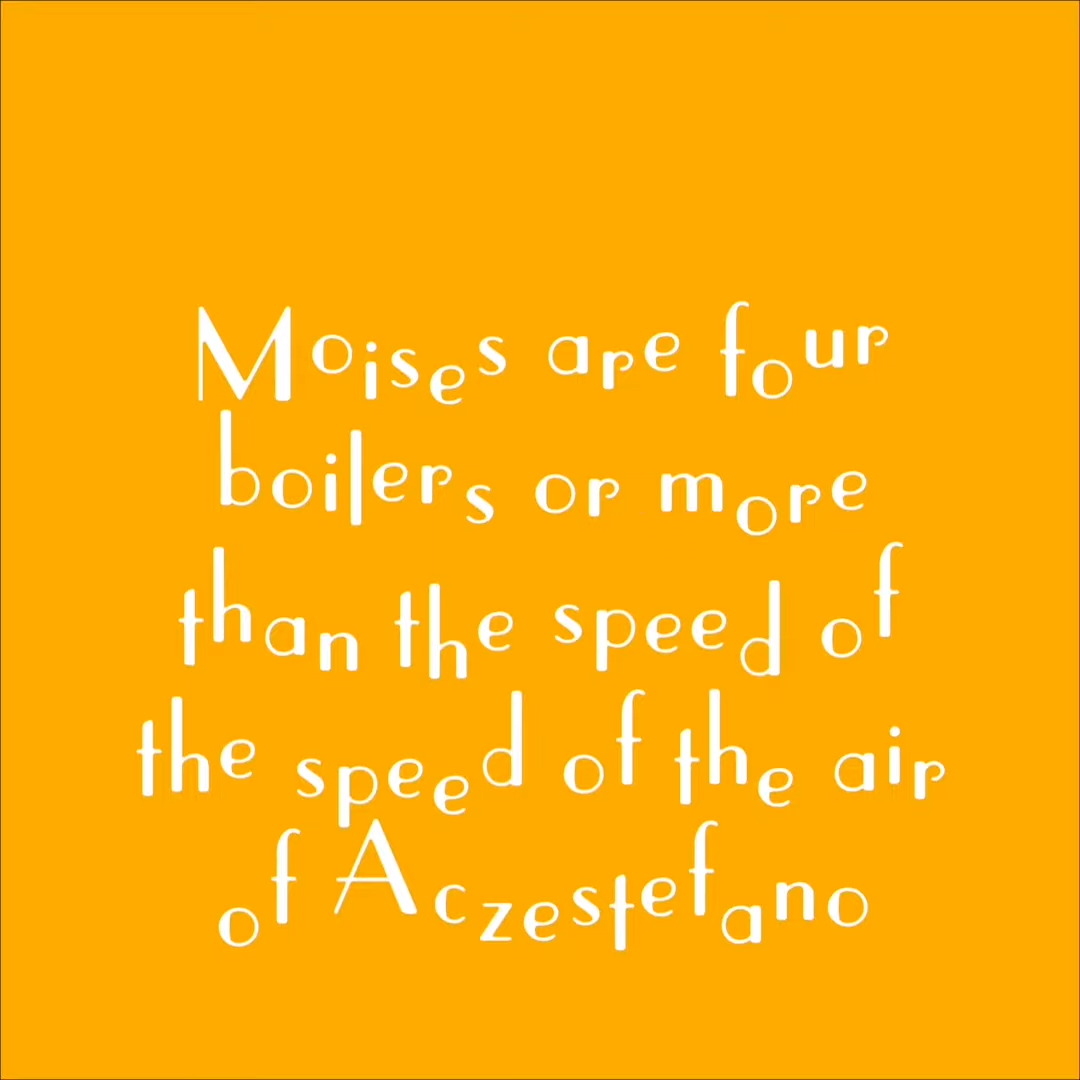 Moises are four
boilers or more
than the speed of
the speed of the air
of Aczestefano